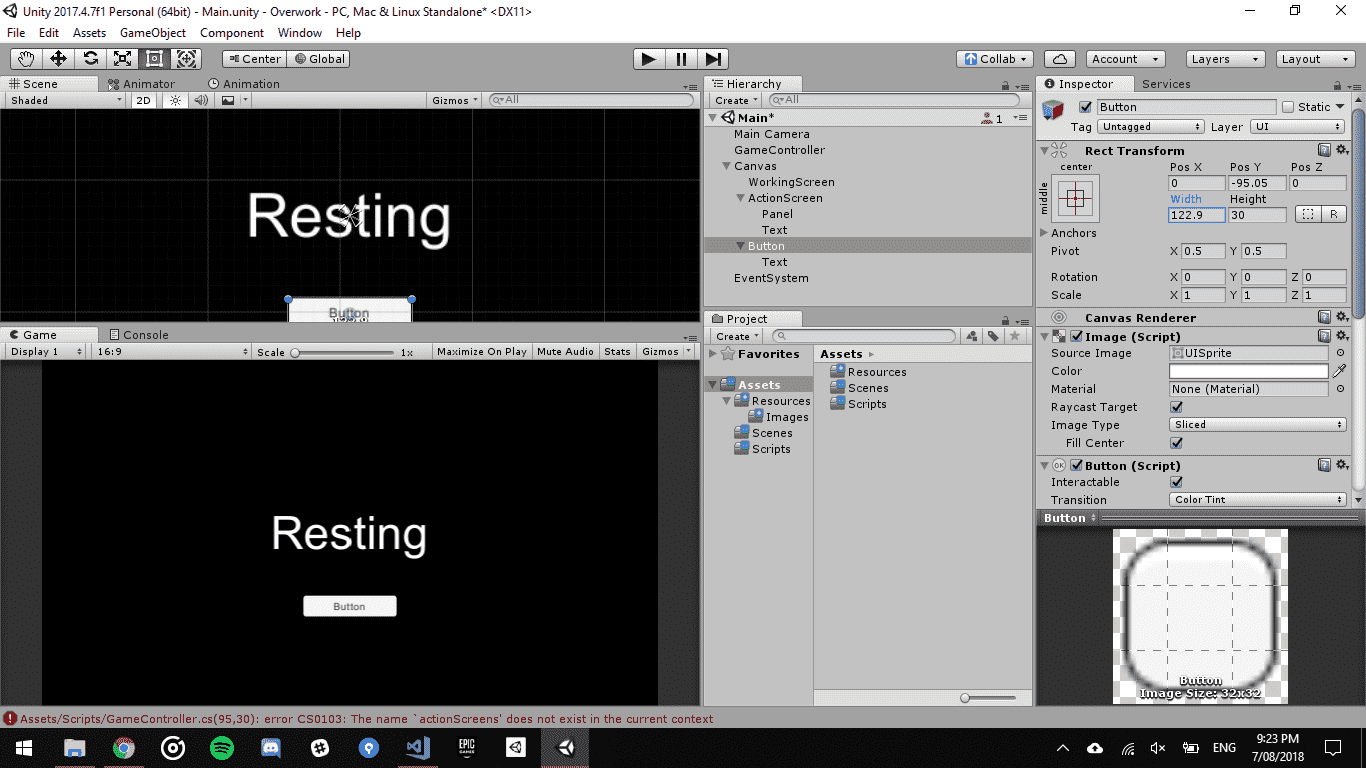 Unity 2017.4.7f1 Personal (64bit) - Main.unity - Overwork - PC, Mac & Linux Standalone* <DX11>
File Edit Assets GameObject Component Window Help
Center Global
Collab Account Layers Layout
Scene Animator Animation
Shaded 2D Gizmos All
Resting
Button
Game Console
Display 1 16:9 Scale 1x Maximize On Play Mute Audio Stats Gizmos
Resting
Button
Hierarchy
Create All
Main* 1
Main Camera
GameController
Canvas
WorkingScreen
ActionScreen
Panel
Text
Button
Text
EventSystem
Project
Create
Favorites
Assets
Resources
Images
Scenes
Scripts
Assets
Resources
Scenes
Scripts
Inspector Services
Button Static
Tag Untagged Layer UI
Rect Transform
center
middle
Pos X Pos Y Pos Z
0 -95.05 0
Width Height
122.9 30 R
Anchors
Pivot X 0.5 Y 0.5
Rotation X 0 Y 0 Z 0
Scale X 1 Y 1 Z 1
Canvas Renderer
Image (Script)
Source Image UISprite
Color
Material None (Material)
Raycast Target
Image Type Sliced
Fill Center
OK Button (Script)
Interactable
Transition Color Tint
Button
Button
Image Size: 32x32
Assets/Scripts/GameController.cs(95,30): error CS0103: The name `actionScreens' does not exist in the current context
EPIC GAMES
ENG
9:23 PM
7/08/2018